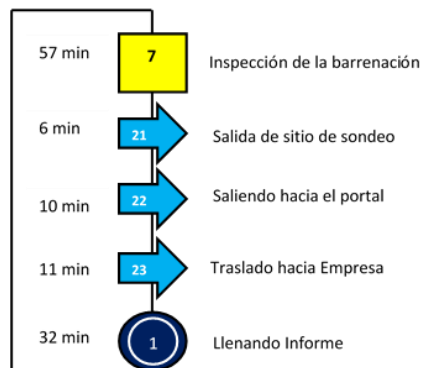 57 min 7 Inspección de la barrenación
6 min 21 Salida de sitio de sondeo
10 min 22 Saliendo hacia el portal
11 min 23 Traslado hacia Empresa
32 min 1 Llenando Informe